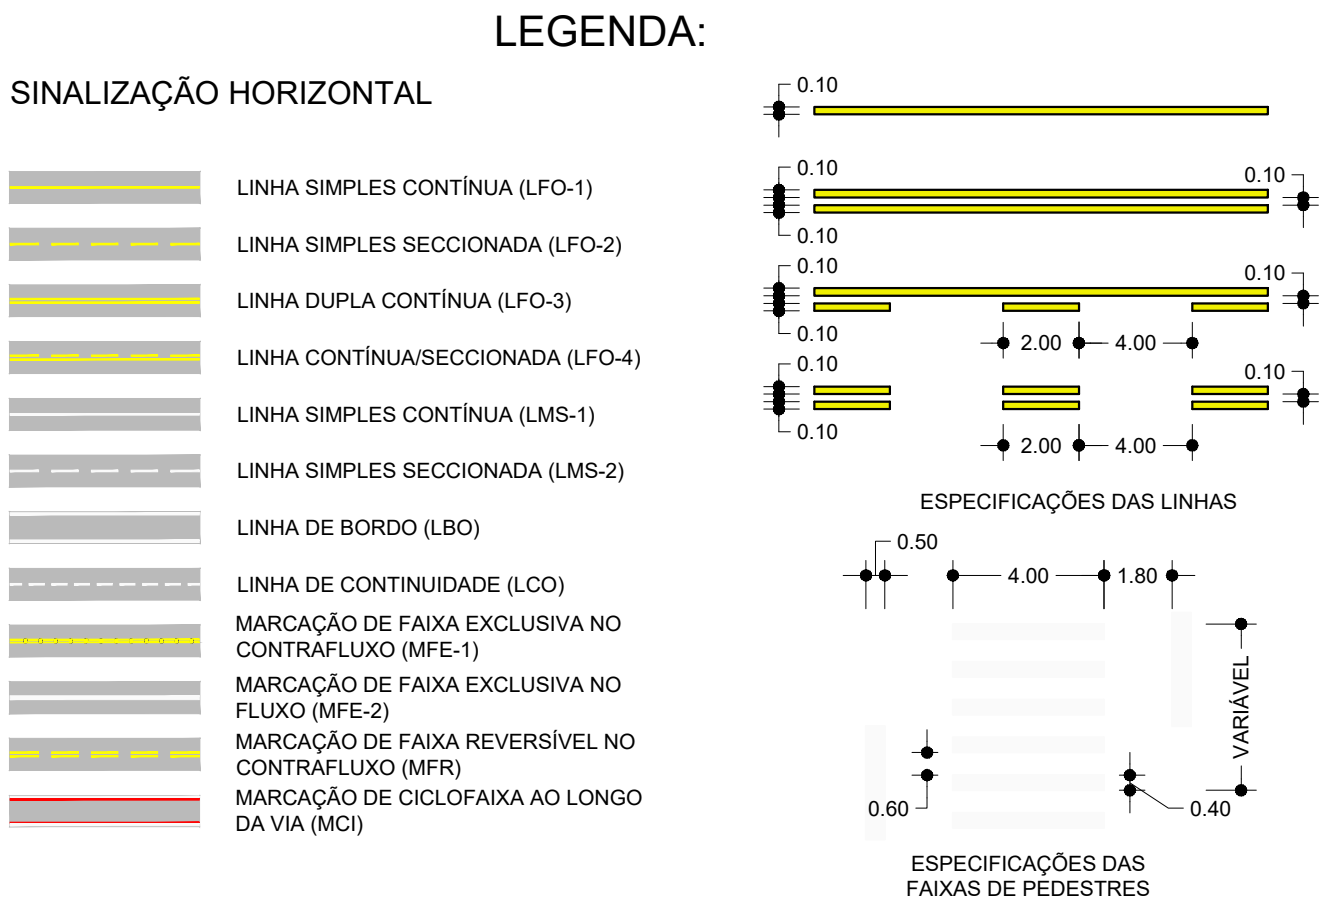 LEGENDA:
SINALIZAÇÃO HORIZONTAL
LINHA SIMPLES CONTÍNUA (LFO-1)
LINHA SIMPLES SECCIONADA (LFO-2)
LINHA DUPLA CONTÍNUA (LFO-3)
LINHA CONTÍNUA/SECCIONADA (LFO-4)
LINHA SIMPLES CONTÍNUA (LMS-1)
LINHA SIMPLES SECCIONADA (LMS-2)
LINHA DE BORDO (LBO)
LINHA DE CONTINUIDADE (LCO)
MARCAÇÃO DE FAIXA EXCLUSIVA NO
CONTRAFLUXO (MFE-1)
MARCAÇÃO DE FAIXA EXCLUSIVA NO
FLUXO (MFE-2)
MARCAÇÃO DE FAIXA REVERSÍVEL NO
CONTRAFLUXO (MFR)
MARCAÇÃO DE CICLOFAIXA AO LONGO
DA VIA (MCI)
0.10
0.10
0.10
0.10
0.10
0.10
0.10
2.00 4.00
0.10
0.10
0.10
2.00 4.00
ESPECIFICAÇÕES DAS LINHAS
0.50
4.00 1.80
VARIÁVEL
0.60 0.40
ESPECIFICAÇÕES DAS
FAIXAS DE PEDESTRES